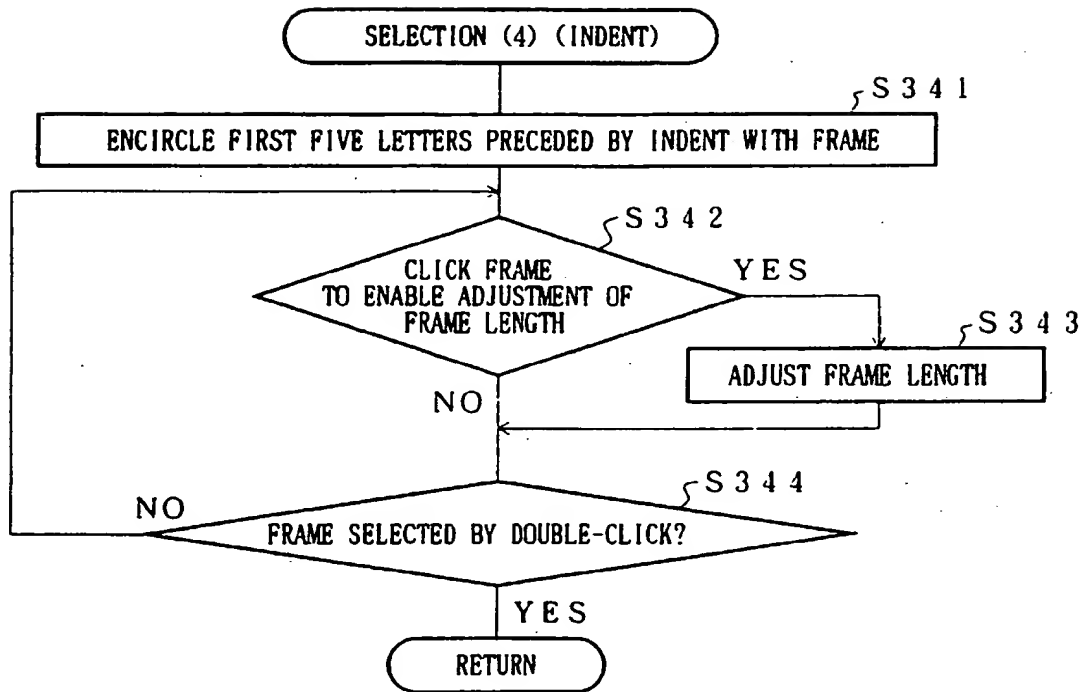 SELECTION (4) (INDENT)
S341
ENCIRCLE FIRST FIVE LETTERS PRECEDED BY INDENT WITH FRAME
S342
CLICK FRAME
TO ENABLE ADJUSTMENT OF
FRAME LENGTH
YES
S343
ADJUST FRAME LENGTH
NO
S344
NO
FRAME SELECTED BY DOUBLE-CLICK?
YES
RETURN